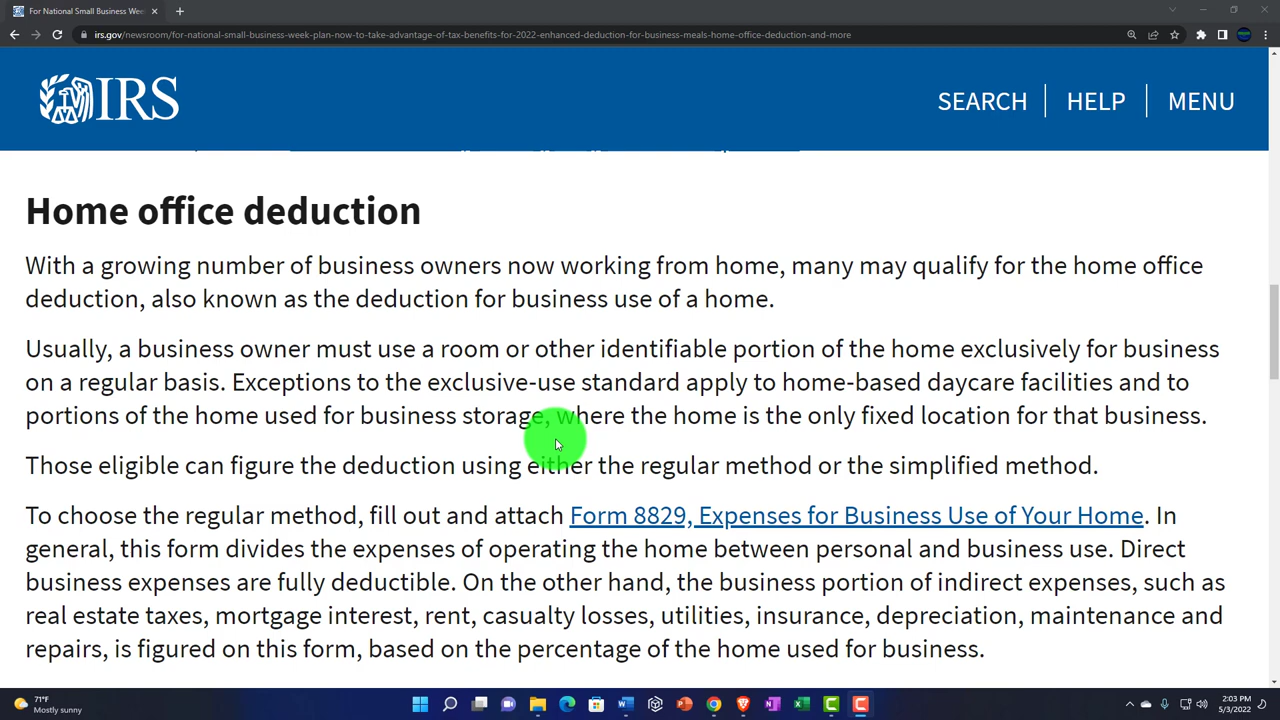 For National Small Business Wee
irs.gov/newsroom/for-national-small-business-week-plan-now-to-take-advantage-of-tax-benefits-for-2022-enhanced-deduction-for-business-meals-home-office-deduction-and-more
IRS
SEARCH HELP MENU
Home office deduction
With a growing number of business owners now working from home, many may qualify for the home office
deduction, also known as the deduction for business use of a home.
Usually, a business owner must use a room or other identifiable portion of the home exclusively for business
on a regular basis. Exceptions to the exclusive-use standard apply to home-based daycare facilities and to
portions of the home used for business storage, where the home is the only fixed location for that business.
Those eligible can figure the deduction using either the regular method or the simplified method.
To choose the regular method, fill out and attach Form 8829, Expenses for Business Use of Your Home. In
general, this form divides the expenses of operating the home between personal and business use. Direct
business expenses are fully deductible. On the other hand, the business portion of indirect expenses, such as
real estate taxes, mortgage interest, rent, casualty losses, utilities, insurance, depreciation, maintenance and
repairs, is figured on this form, based on the percentage of the home used for business.
71°F
Mostly sunny
2:03 PM
5/3/2022